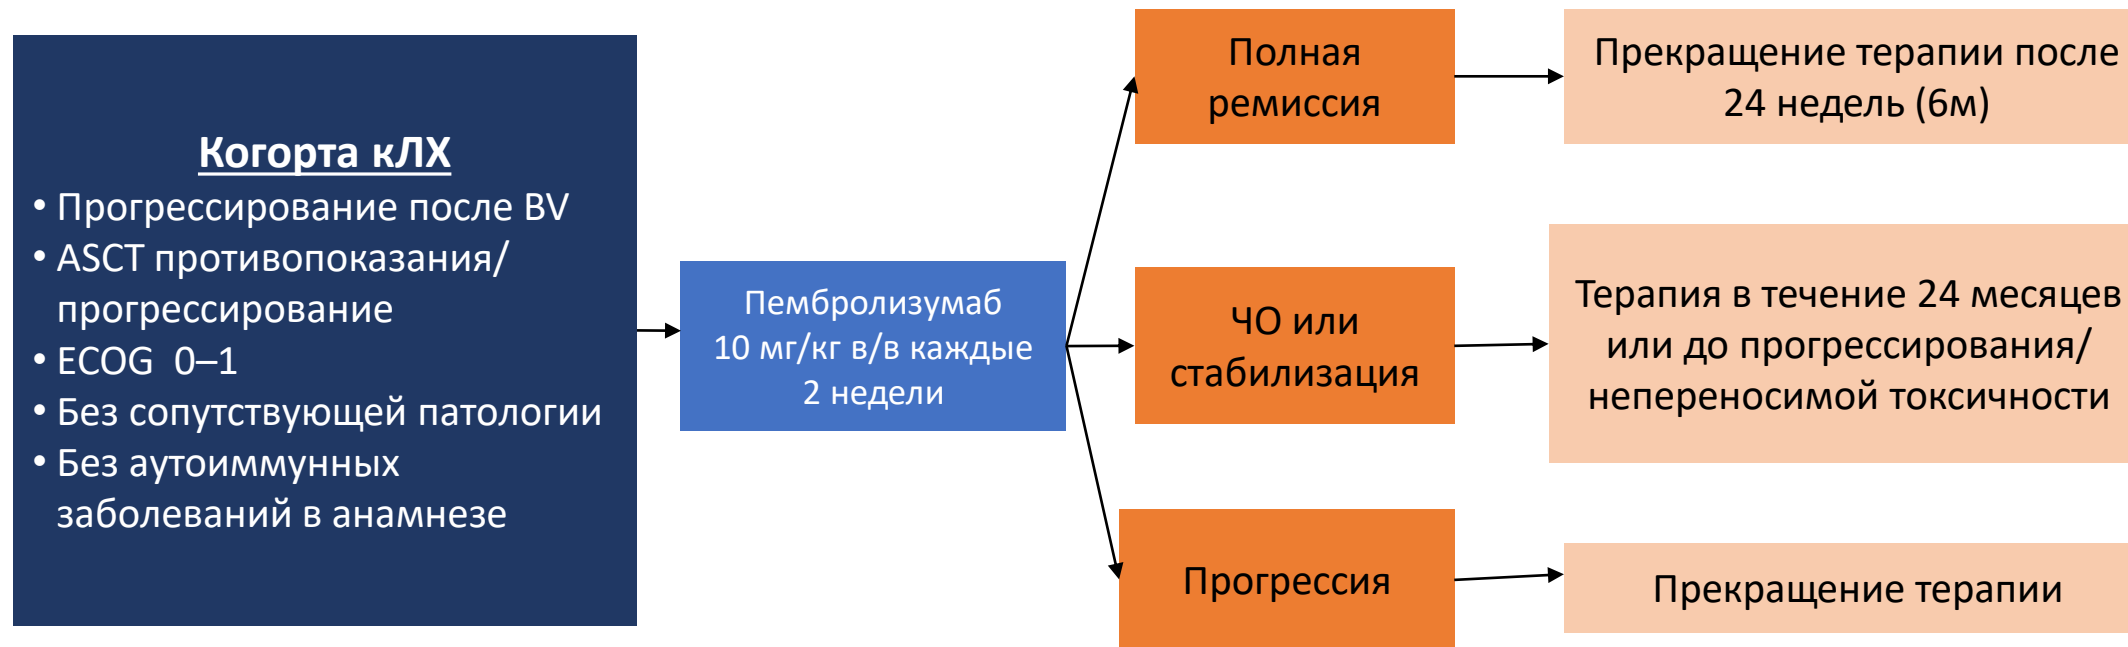 Когорта кЛХ
• Прогрессирование после BV
• ASCT противопоказания/
прогрессирование
• ECOG 0–1
• Без сопутствующей патологии
• Без аутоиммунных
заболеваний в анамнезе
Пембролизумаб
10 мг/кг в/в каждые
2 недели
Полная
ремиссия
Прекращение терапии после
24 недель (6м)
ЧО или
стабилизация
Терапия в течение 24 месяцев
или до прогрессирования/
непереносимой токсичности
Прогрессия
Прекращение терапии